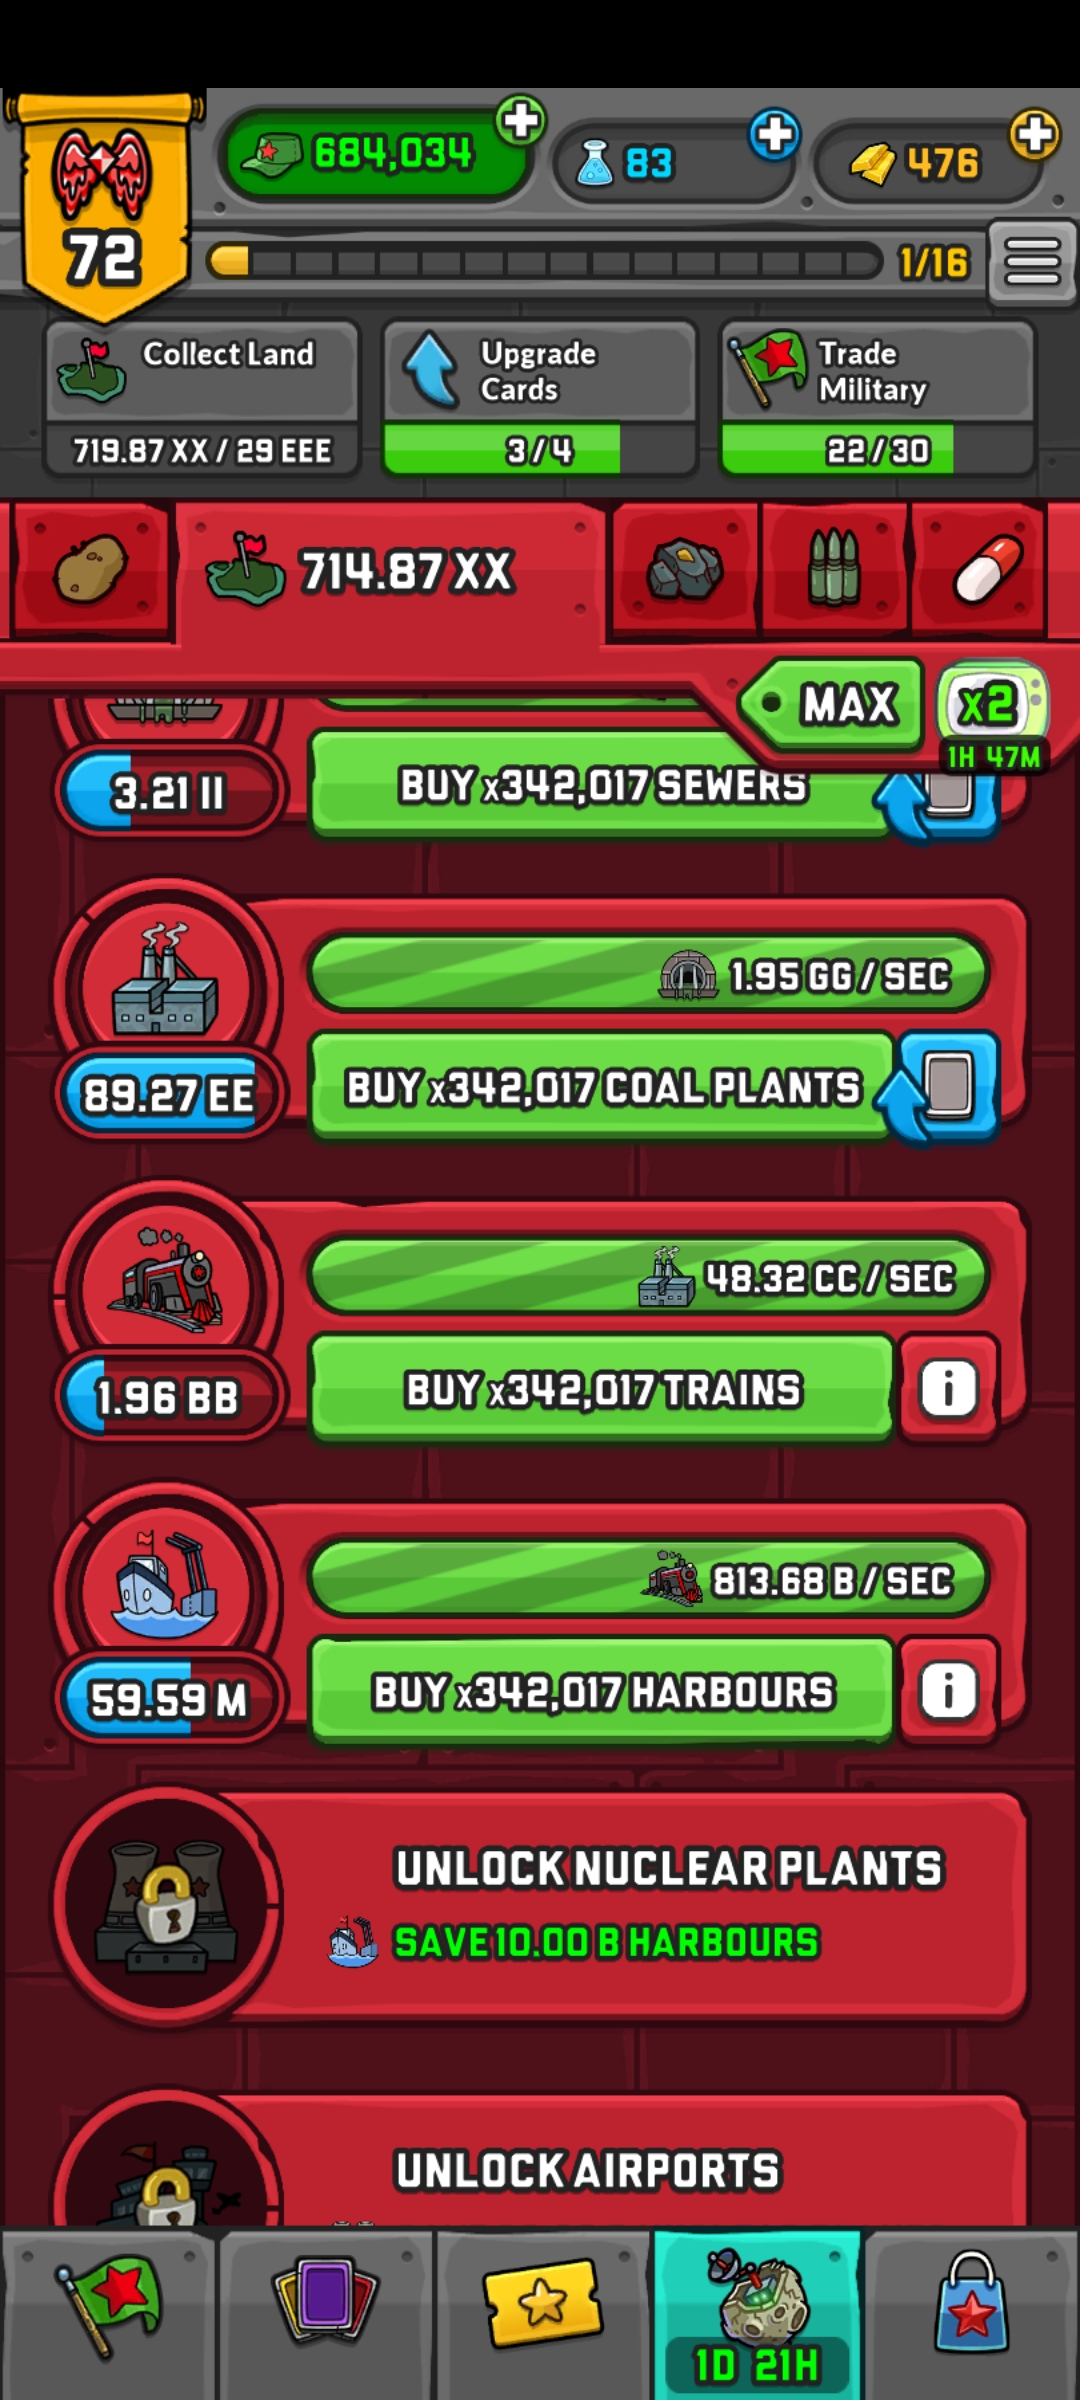 684,034
83
476
72
1/16
Collect Land
719.87 XX / 29 EEE
Upgrade
Cards
3/4
Trade
Military
22/30
714.87 XX
MAX
x2
1H 47M
3.21 II
BUY x342,017 SEWERS
1.95 GG / SEC
89.27 EE
BUY x342,017 COAL PLANTS
48.32 CC / SEC
1.96 BB
BUY x342,017 TRAINS
i
813.68 B / SEC
59.59 M
BUY x342,017 HARBOURS
i
UNLOCK NUCLEAR PLANTS
SAVE 10.00 B HARBOURS
UNLOCK AIRPORTS
1D 21H